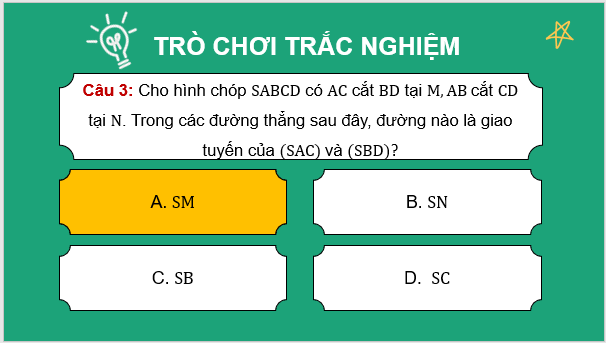 TRÒ CHƠI TRẮC NGHIỆM
Câu 3: Cho hình chóp SABCD có AC cắt BD tại M, AB cắt CD
tại N. Trong các đường thẳng sau đây, đường nào là giao
tuyến của (SAC) và (SBD)?
A. SM
B. SN
C. SB
D. SC